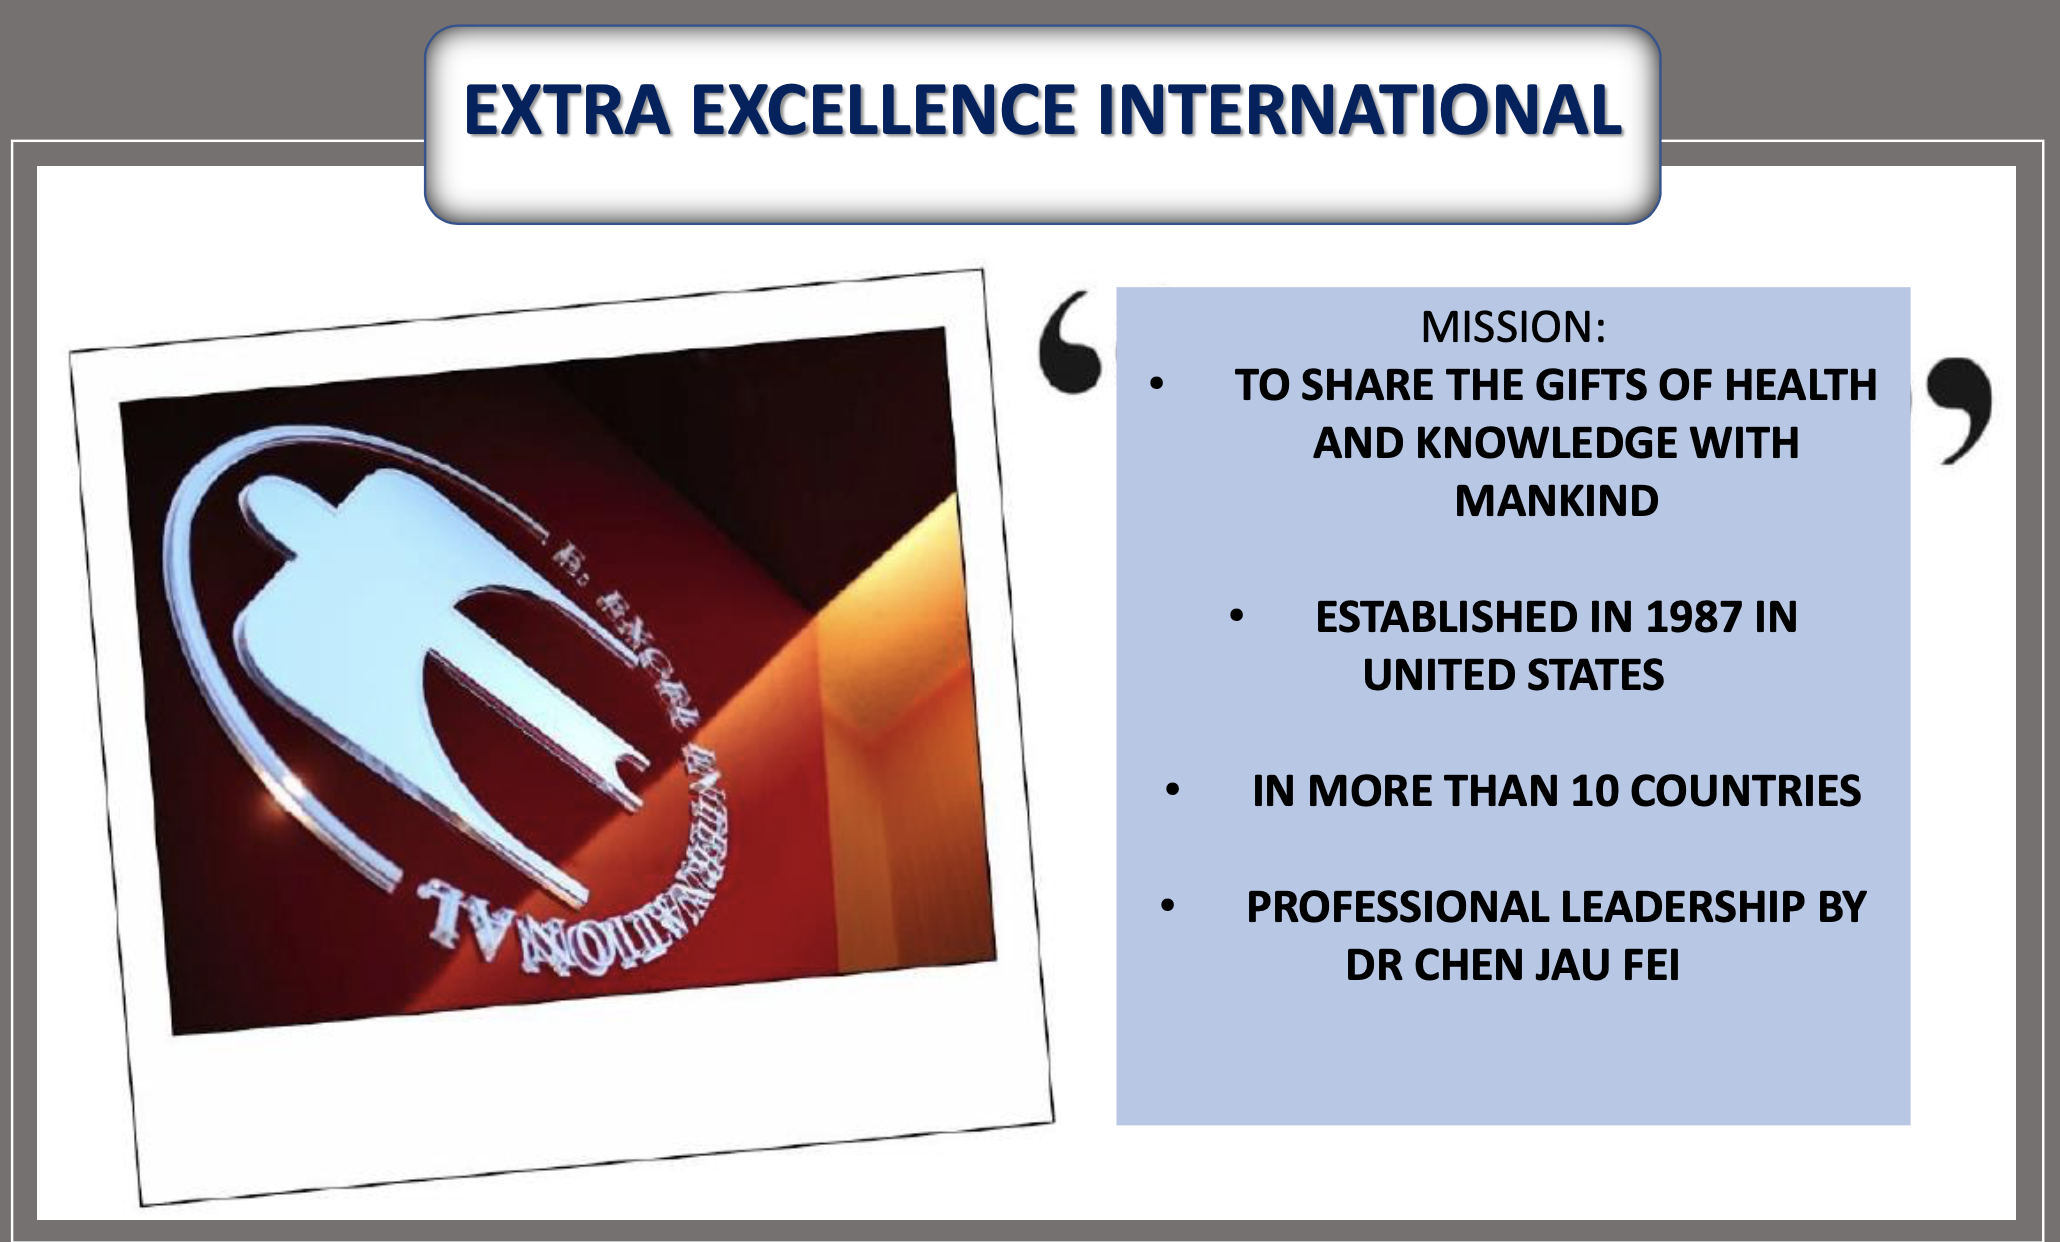 EXTRA EXCELLENCE INTERNATIONAL
E. EXCEL INTERNATIONAL
MISSION:
• TO SHARE THE GIFTS OF HEALTH
AND KNOWLEDGE WITH
MANKIND
• ESTABLISHED IN 1987 IN
UNITED STATES
• IN MORE THAN 10 COUNTRIES
• PROFESSIONAL LEADERSHIP BY
DR CHEN JAU FEI